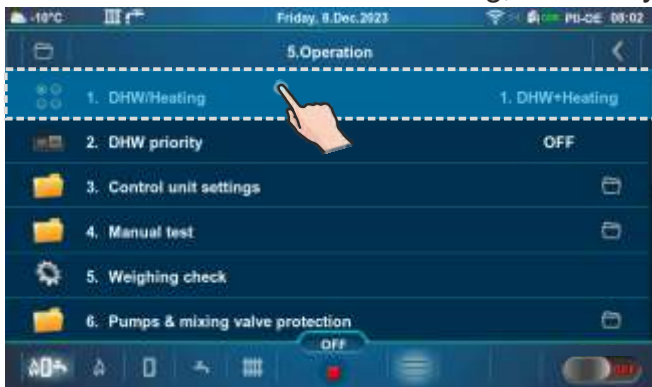 -10°C Friday, 8.Dec.2023 PU-OE 08:02
5.Operation
1. DHW/Heating 1. DHW+Heating
2. DHW priority OFF
3. Control unit settings
4. Manual test
5. Weighing check
6. Pumps & mixing valve protection
OFF
OFF